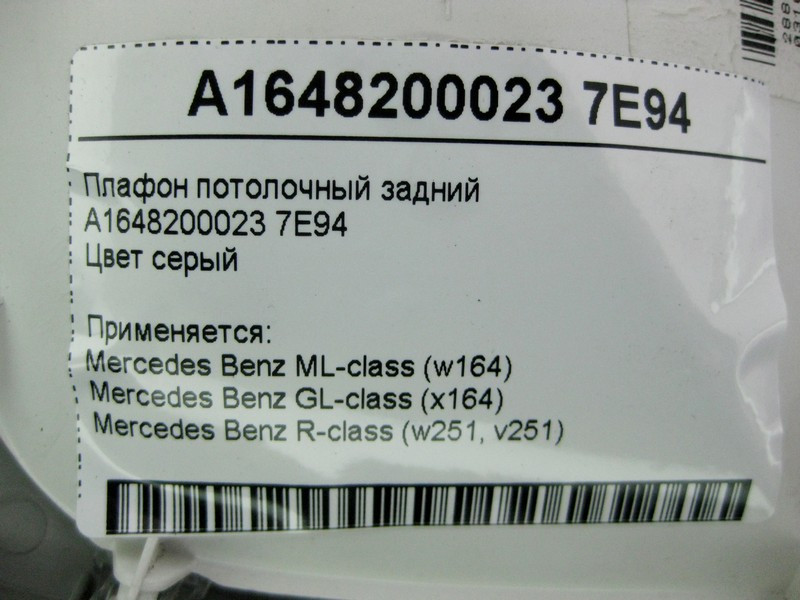 A1648200023 7E94
Плафон потолочный задний
A1648200023 7E94
Цвет серый
Применяется:
Mercedes Benz ML-class (w164)
Mercedes Benz GL-class (x164)
Mercedes Benz R-class (w251, v251)